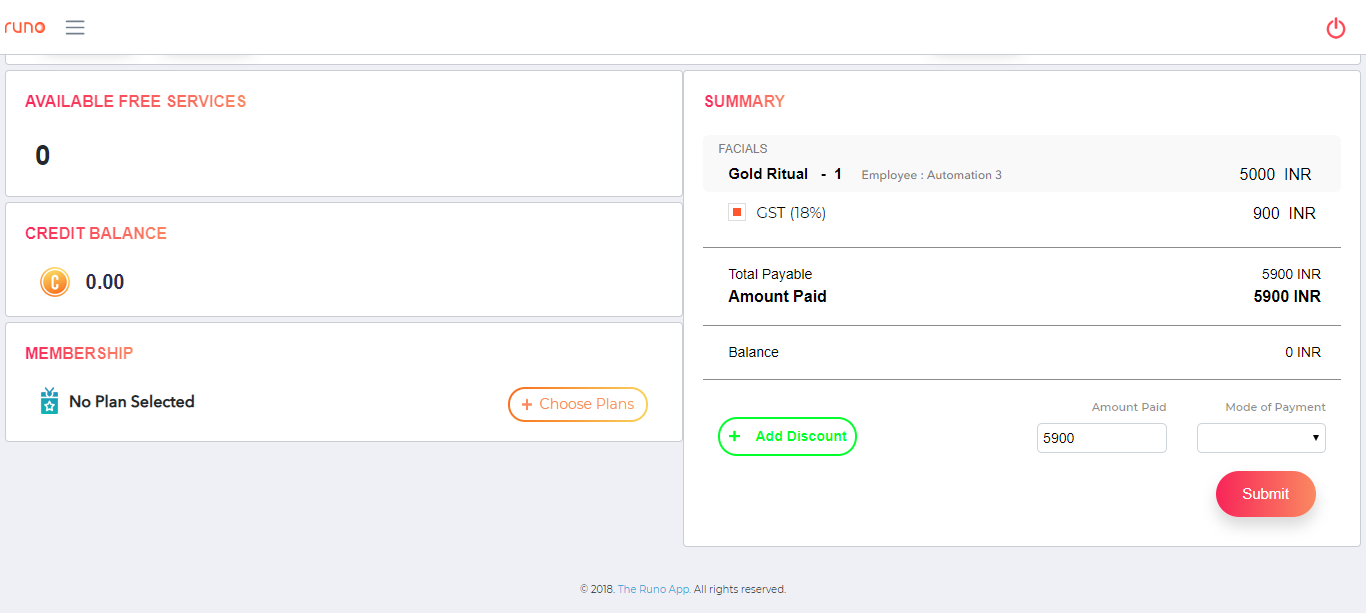 runo
AVAILABLE FREE SERVICES
0
CREDIT BALANCE
C 0.00
MEMBERSHIP
No Plan Selected
+ Choose Plans
SUMMARY
FACIALS
Gold Ritual - 1 Employee : Automation 3 5000 INR
GST (18%) 900 INR
Total Payable 5900 INR
Amount Paid 5900 INR
Balance 0 INR
Amount Paid Mode of Payment
+ Add Discount 5900
Submit
© 2018. The Runo App. All rights reserved.